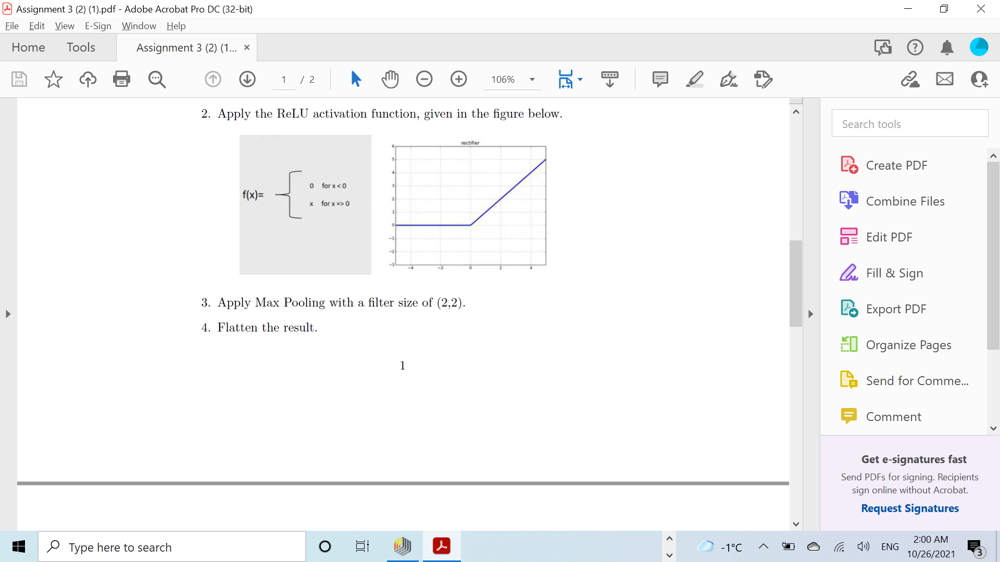 Assignment 3 (2) (1).pdf - Adobe Acrobat Pro DC (32-bit)
File Edit View E-Sign Window Help
Home Tools Assignment 3 (2) (1... ×
1 / 2 106%
2. Apply the ReLU activation function, given in the figure below.
f(x)=
0 for x < 0
x for x => 0
rectifier
6
5
4
3
2
1
0
−1
−2
−3
−4 −2 0 2 4
3. Apply Max Pooling with a filter size of (2,2).
4. Flatten the result.
1
Search tools
Create PDF
Combine Files
Edit PDF
Fill & Sign
Export PDF
Organize Pages
Send for Comme...
Comment
Get e-signatures fast
Send PDFs for signing. Recipients
sign online without Acrobat.
Request Signatures
Type here to search
-1°C
ENG
2:00 AM
10/26/2021
3